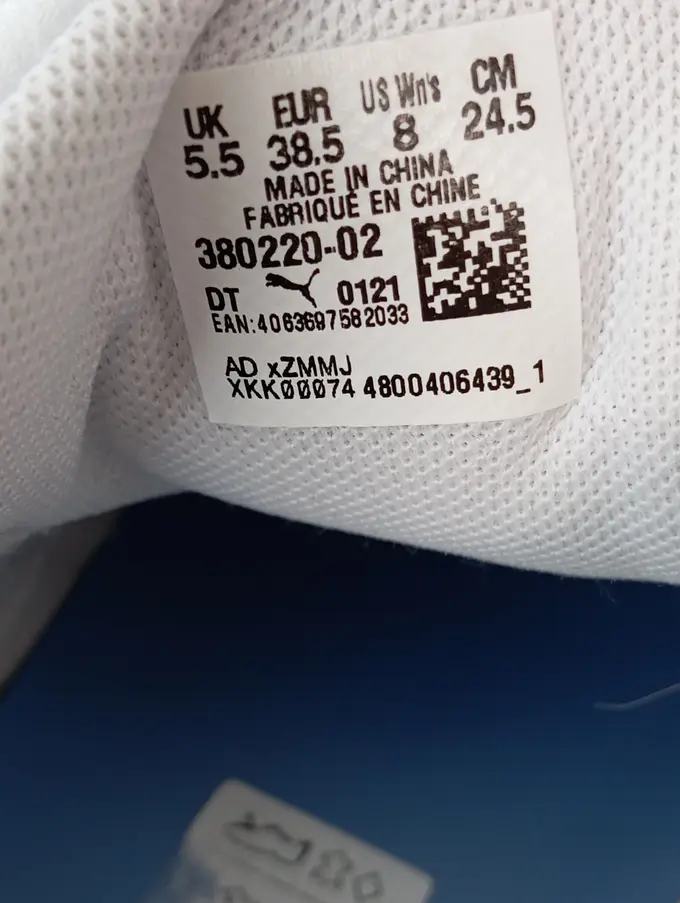 UK EUR US Wn's CM
5.5 38.5 8 24.5
MADE IN CHINA
FABRIQUÉ EN CHINE
380220-02
DT 0121
EAN:4063697582033
AD xZMMJ
XKK00074 4800406439_1